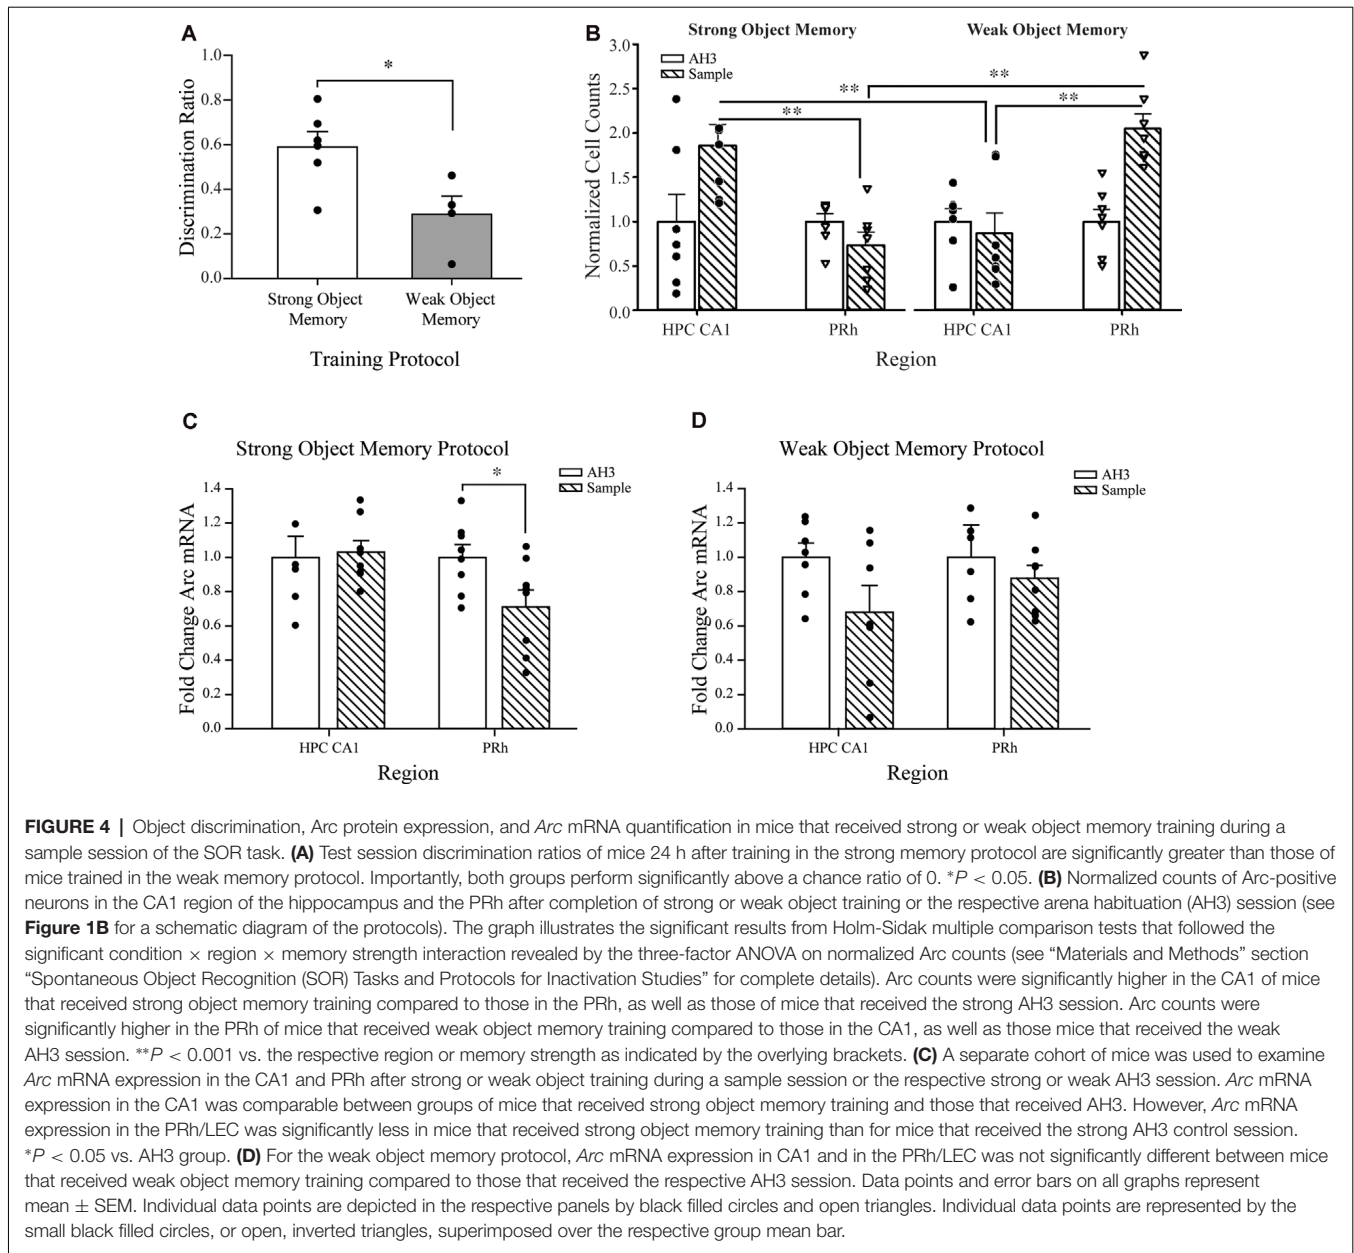 A
Discrimination Ratio
1.0
0.8
0.6
0.4
0.2
0.0
*
Strong Object
Memory
Weak Object
Memory
Training Protocol
B
Strong Object Memory
Weak Object Memory
Normalized Cell Counts
3.0
2.5
2.0
1.5
1.0
0.5
0.0
AH3
Sample
**
**
**
**
HPC CA1
PRh
HPC CA1
PRh
Region
C
Strong Object Memory Protocol
AH3
Sample
Fold Change Arc mRNA
1.4
1.2
1.0
0.8
0.6
0.4
0.2
0.0
*
HPC CA1
PRh
Region
D
Weak Object Memory Protocol
AH3
Sample
Fold Change Arc mRNA
1.4
1.2
1.0
0.8
0.6
0.4
0.2
0.0
HPC CA1
PRh
Region
FIGURE 4 | Object discrimination, Arc protein expression, and Arc mRNA quantification in mice that received strong or weak object memory training during a
sample session of the SOR task. (A) Test session discrimination ratios of mice 24 h after training in the strong memory protocol are significantly greater than those of
mice trained in the weak memory protocol. Importantly, both groups perform significantly above a chance ratio of 0. *P < 0.05. (B) Normalized counts of Arc-positive
neurons in the CA1 region of the hippocampus and the PRh after completion of strong or weak object training or the respective arena habituation (AH3) session (see
Figure 1B for a schematic diagram of the protocols). The graph illustrates the significant results from Holm-Sidak multiple comparison tests that followed the
significant condition × region × memory strength interaction revealed by the three-factor ANOVA on normalized Arc counts (see “Materials and Methods” section
“Spontaneous Object Recognition (SOR) Tasks and Protocols for Inactivation Studies” for complete details). Arc counts were significantly higher in the CA1 of mice
that received strong object memory training compared to those in the PRh, as well as those of mice that received the strong AH3 session. Arc counts were
significantly higher in the PRh of mice that received weak object memory training compared to those in the CA1, as well as those mice that received the weak
AH3 session. **P < 0.001 vs. the respective region or memory strength as indicated by the overlying brackets. (C) A separate cohort of mice was used to examine
Arc mRNA expression in the CA1 and PRh after strong or weak object training during a sample session or the respective strong or weak AH3 session. Arc mRNA
expression in the CA1 was comparable between groups of mice that received strong object memory training and those that received AH3. However, Arc mRNA
expression in the PRh/LEC was significantly less in mice that received strong object memory training than for mice that received the strong AH3 control session.
*P < 0.05 vs. AH3 group. (D) For the weak object memory protocol, Arc mRNA expression in CA1 and in the PRh/LEC was not significantly different between mice
that received weak object memory training compared to those that received the respective AH3 session. Data points and error bars on all graphs represent
mean ± SEM. Individual data points are depicted in the respective panels by black filled circles and open triangles. Individual data points are represented by the
small black filled circles, or open, inverted triangles, superimposed over the respective group mean bar.